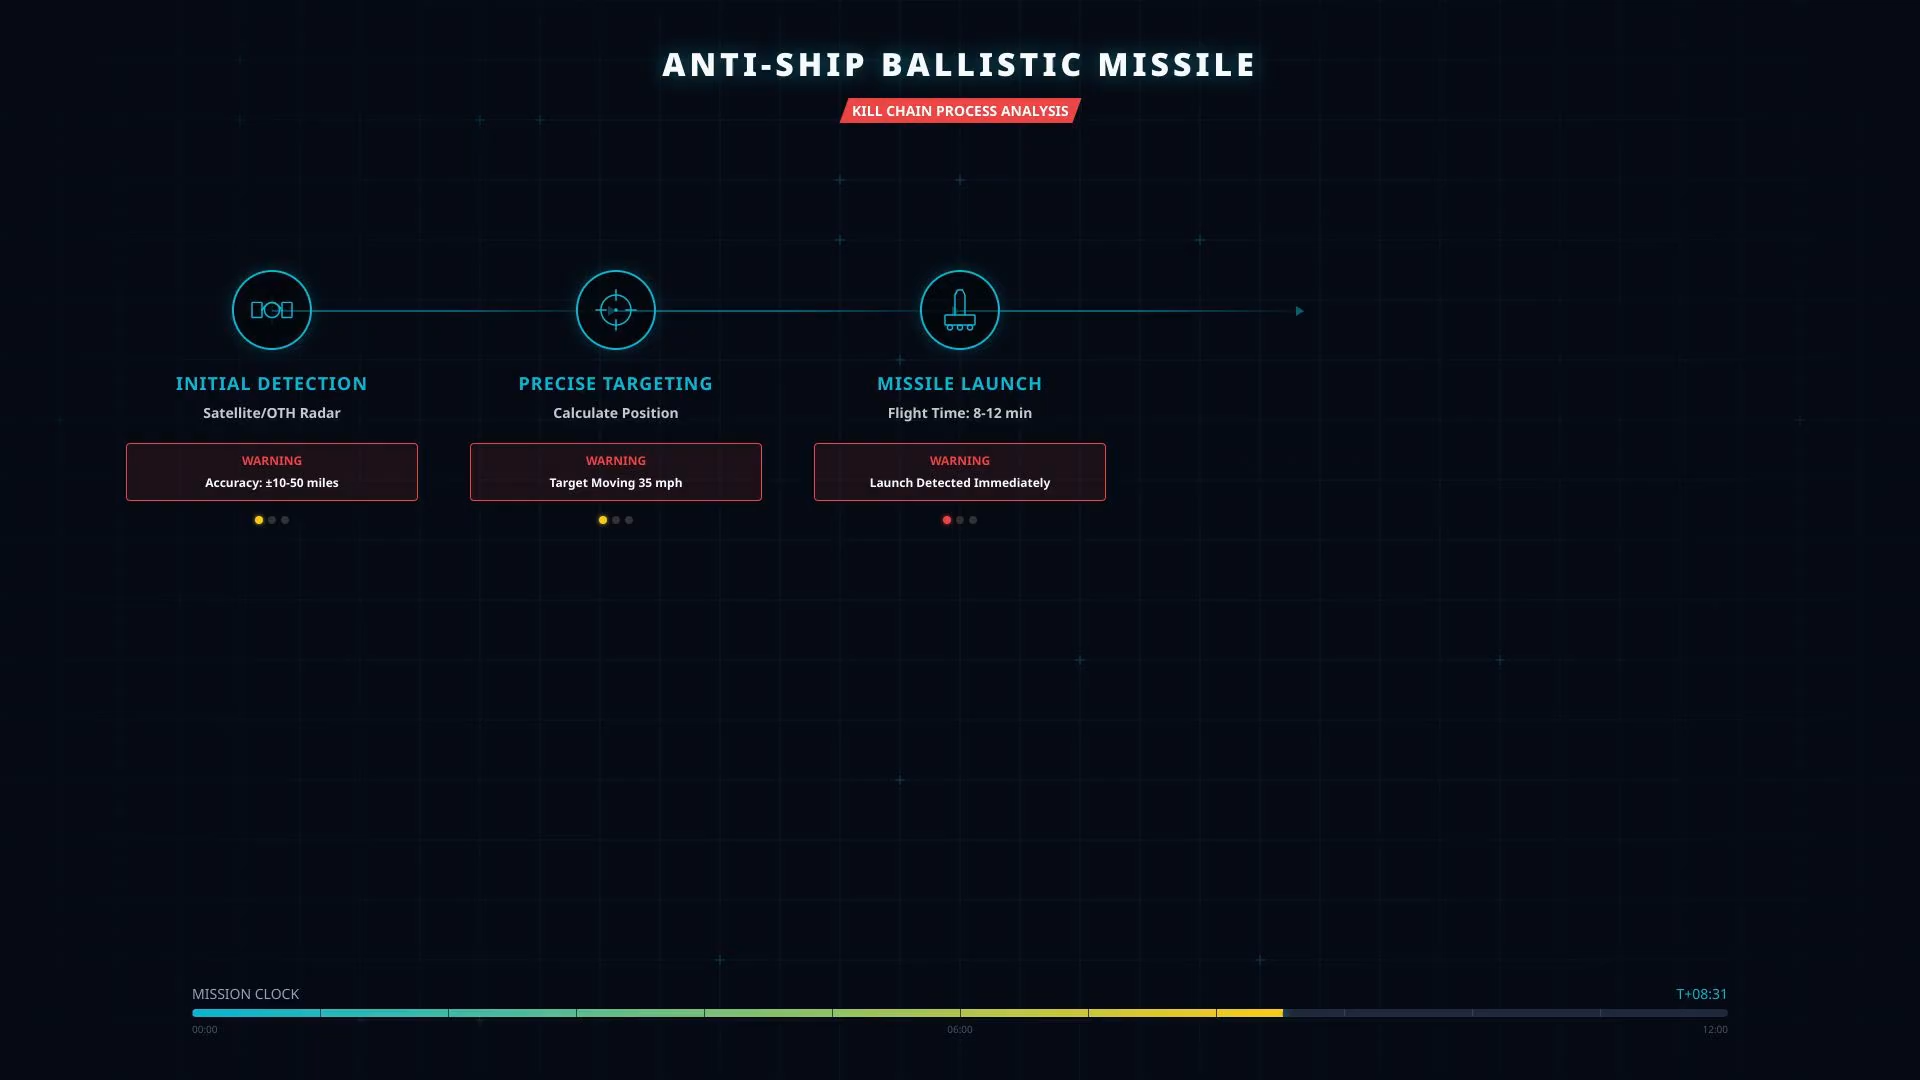 ANTI-SHIP BALLISTIC MISSILE
KILL CHAIN PROCESS ANALYSIS
INITIAL DETECTION
Satellite/OTH Radar
WARNING
Accuracy: ±10-50 miles
PRECISE TARGETING
Calculate Position
WARNING
Target Moving 35 mph
MISSILE LAUNCH
Flight Time: 8-12 min
WARNING
Launch Detected Immediately
MISSION CLOCK
T+08:31
00:00
06:00
12:00